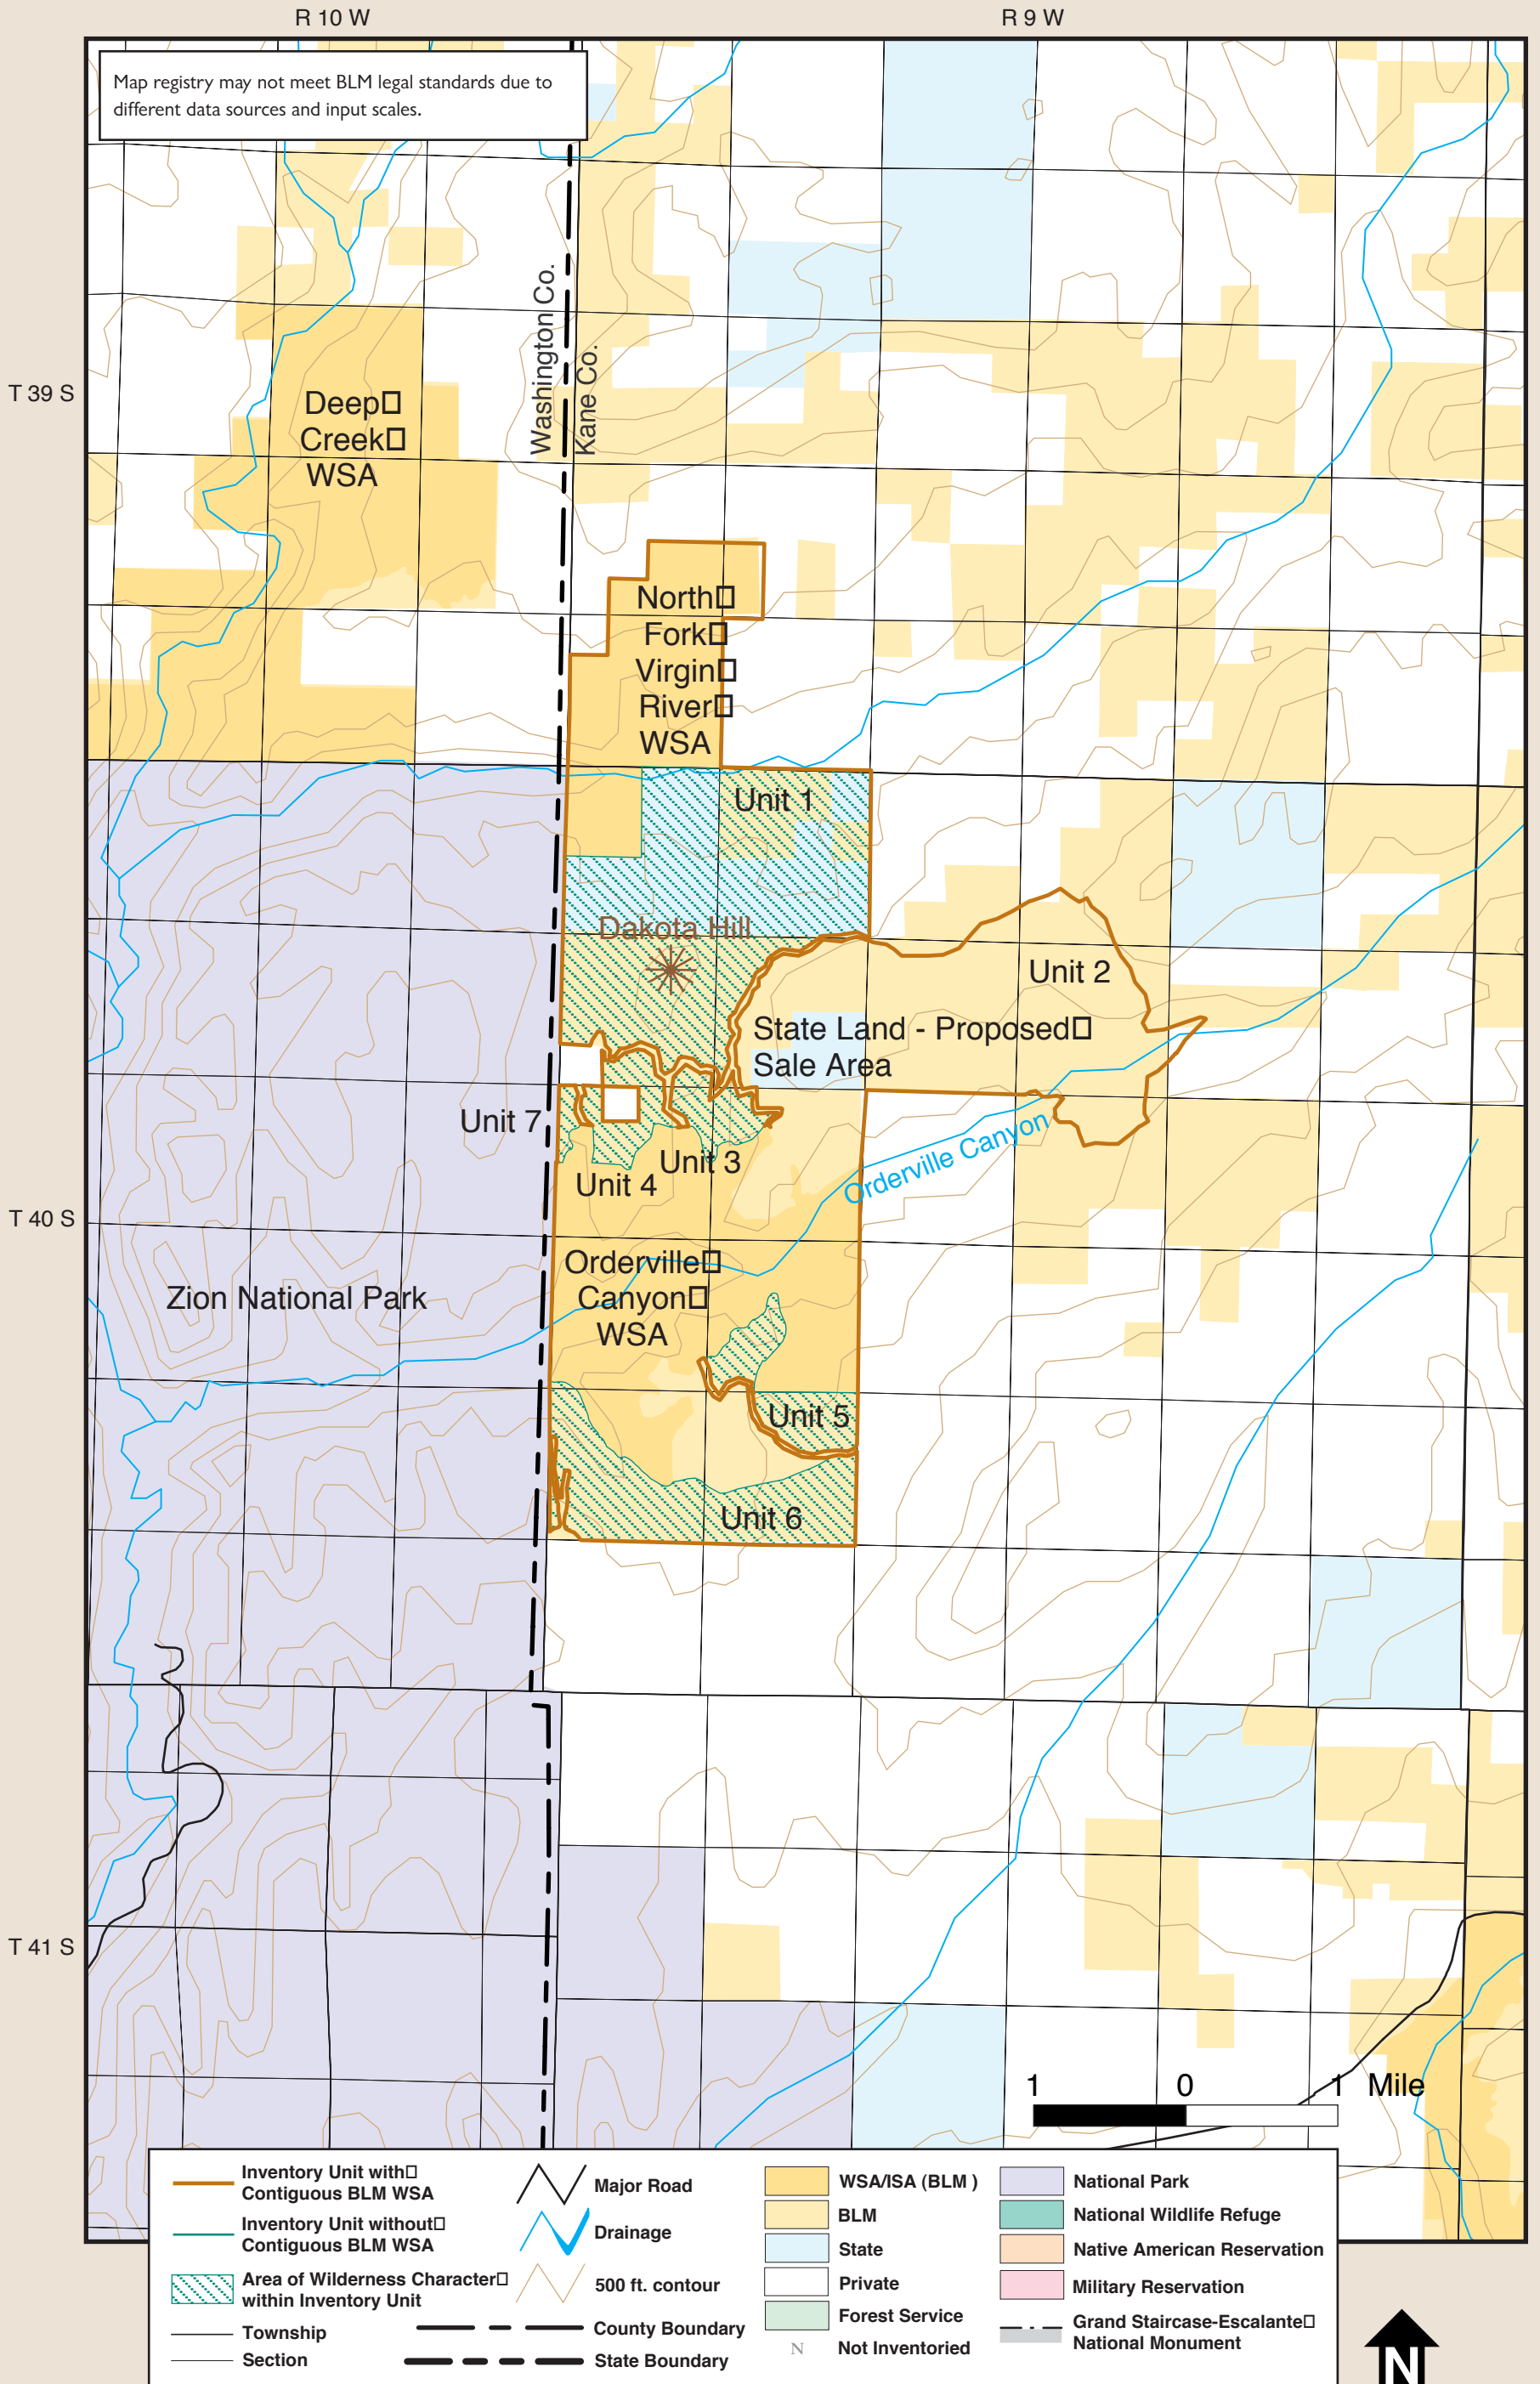 R 10 W
R 9 W
Map registry may not meet BLM legal standards due to
different data sources and input scales.
Washington Co.
Kane Co.
T 39 S
Deep□
Creek□
WSA
North□
Fork□
Virgin□
River□
WSA
Unit 1
Dakota Hill
Unit 2
State Land - Proposed□
Sale Area
Unit 7
Orderville Canyon
Unit 3
Unit 4
T 40 S
Orderville□
Canyon□
WSA
Zion National Park
Unit 5
Unit 6
T 41 S
1 0 1 Mile
Inventory Unit with□
Contiguous BLM WSA
Inventory Unit without□
Contiguous BLM WSA
Area of Wilderness Character□
within Inventory Unit
Township
Section
Major Road
Drainage
500 ft. contour
County Boundary
State Boundary
WSA/ISA (BLM )
BLM
State
Private
Forest Service
N Not Inventoried
National Park
National Wildlife Refuge
Native American Reservation
Military Reservation
Grand Staircase-Escalante□
National Monument
N